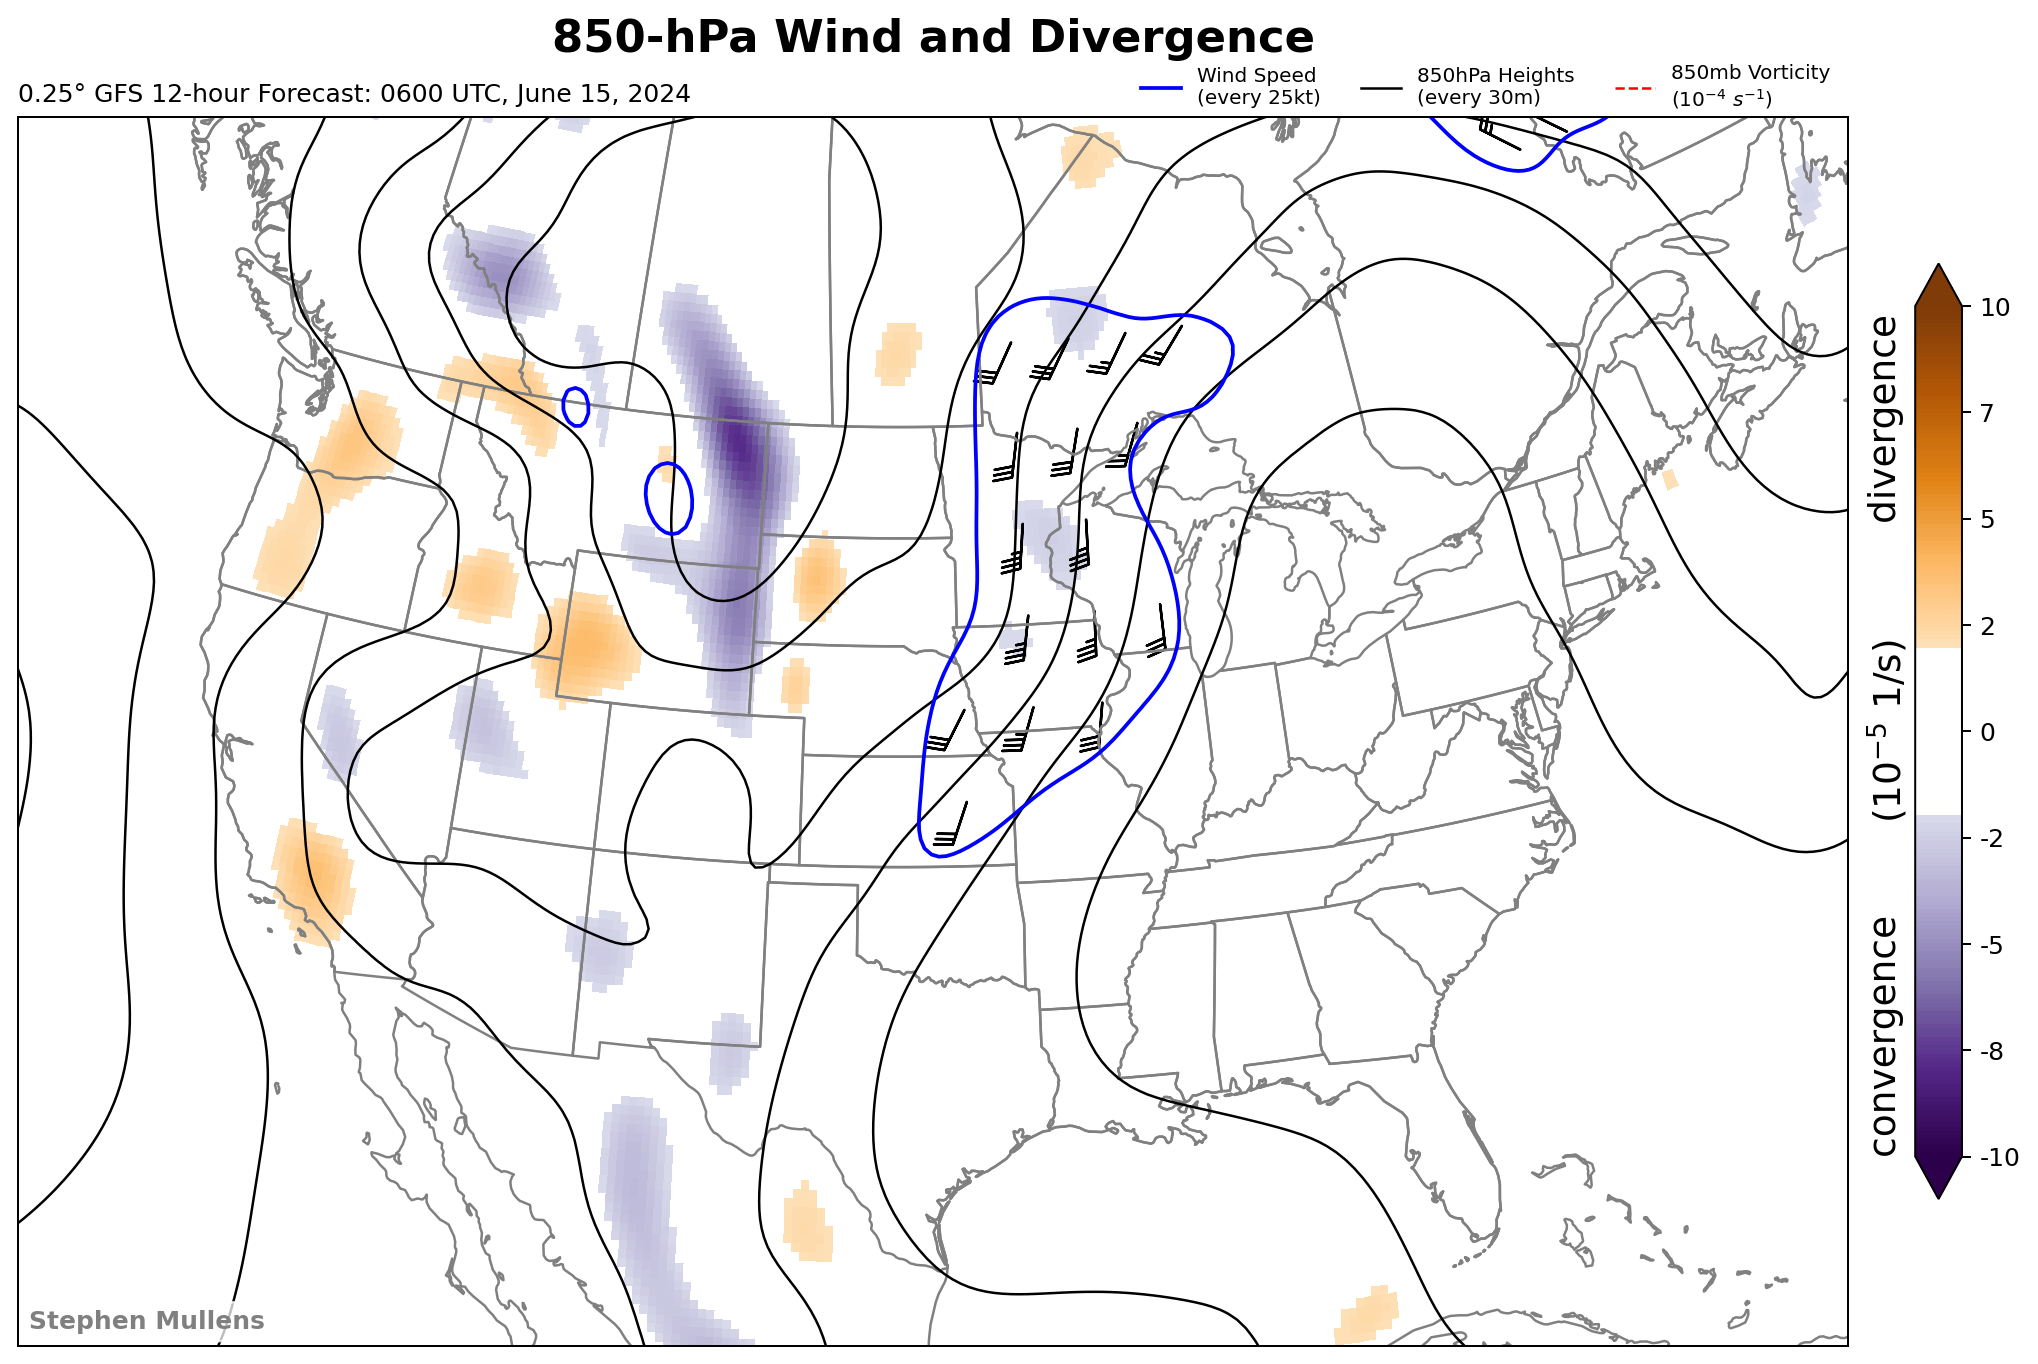 850-hPa Wind and Divergence
0.25° GFS 12-hour Forecast: 0600 UTC, June 15, 2024
Wind Speed
(every 25kt)
850hPa Heights
(every 30m)
850mb Vorticity
(10⁻⁴ s⁻¹)
10
7
5
2
0
-2
-5
-8
-10
convergence (10⁻⁵ 1/s) divergence
Stephen Mullens